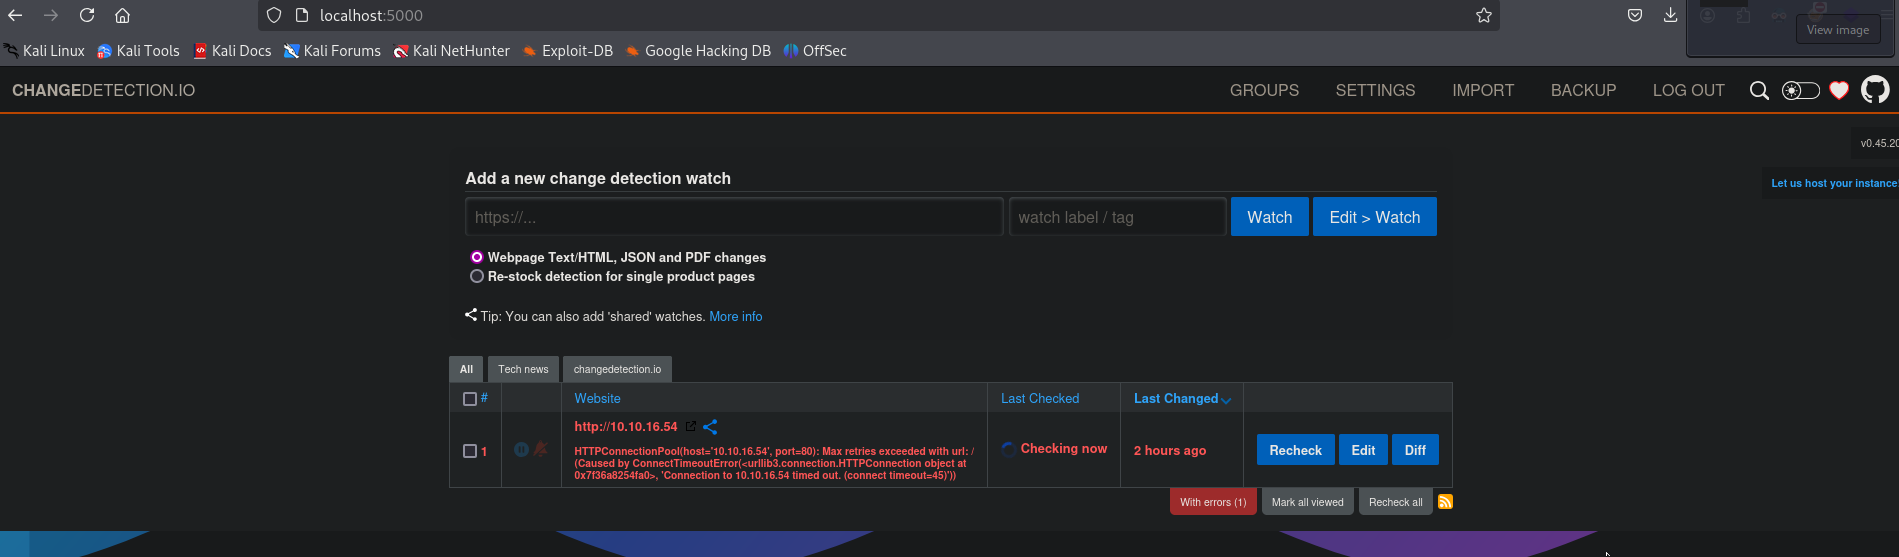 localhost:5000
View image
Kali Linux Kali Tools Kali Docs Kali Forums Kali NetHunter Exploit-DB Google Hacking DB OffSec
CHANGEDETECTION.IO GROUPS SETTINGS IMPORT BACKUP LOG OUT
v0.45.20
Add a new change detection watch
Let us host your instance
https://... watch label / tag Watch Edit > Watch
Webpage Text/HTML, JSON and PDF changes
Re-stock detection for single product pages
Tip: You can also add 'shared' watches. More info
All Tech news changedetection.io
# Website Last Checked Last Changed
http://10.10.16.54
1 HTTPConnectionPool(host='10.10.16.54', port=80): Max retries exceeded with url: / Checking now 2 hours ago Recheck Edit Diff
(Caused by ConnectTimeoutError(<urllib3.connection.HTTPConnection object at
0x7f36a8254fa0>, 'Connection to 10.10.16.54 timed out. (connect timeout=45)'))
With errors (1) Mark all viewed Recheck all